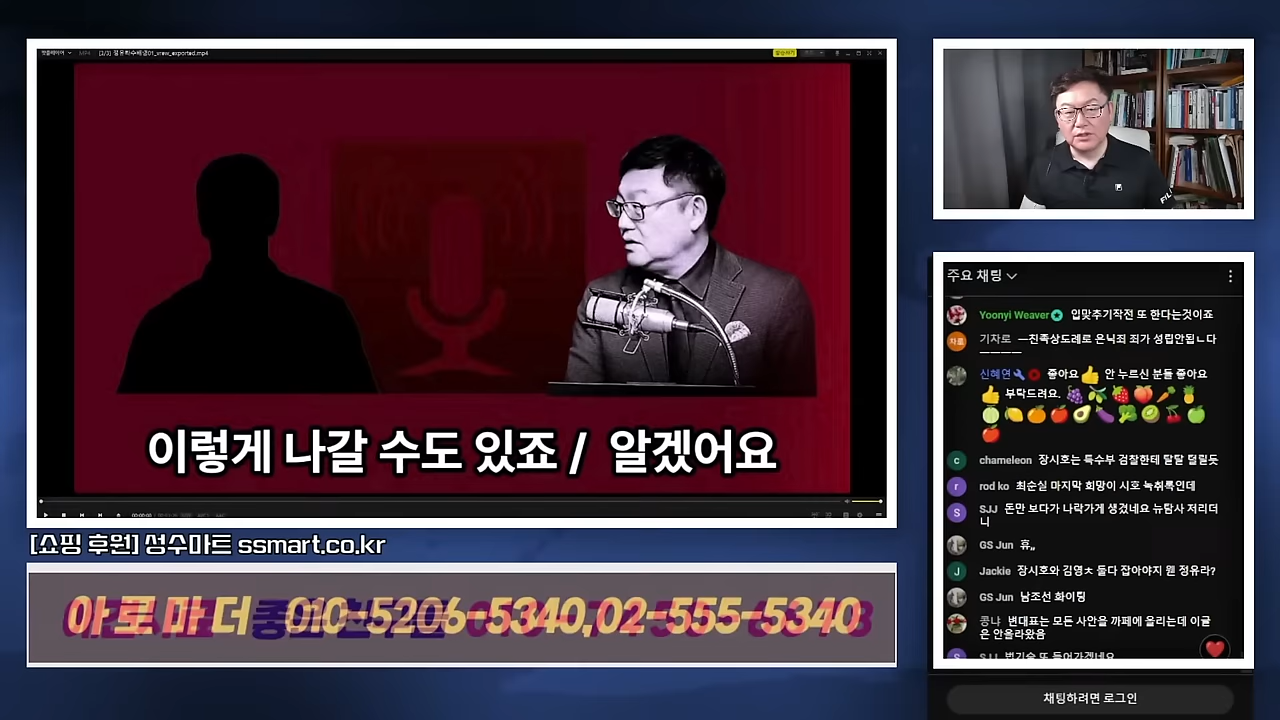 이렇게 나갈 수도 있죠 / 알겠어요
[쇼핑 후원] 성수마트 ssmart.co.kr
아로마더 010-5206-5340,02-555-5340
주요 채팅
Yoonyi Weaver 입맛추기작전 또 한다는것이죠
기자로 ㅡ친족상도례로 은닉죄 죄가 성립안됩ㄴ다
ㅡㅡㅡㅡ
신혜연 좋아요👍 안 누르신 분들 좋아요
👍 부탁드려요. 🍇🫒🍓🍑🥕🍍
🍈🍋🍊🍎🥑🍆🥦🥝🍒🍏
🍎
chameleon 장시호는 특수부 검찰한테 탈탈 털릴듯
rod ko 최순실 마지막 희망이 시호 녹취록인데
SJJ 돈만 보다가 나락가게 생겼네요 뉴탐사 저리더
니
GS Jun 휴,,,
Jackie 장시호와 김영ㅊ 둘다 잡아야지 뭔 정유라?
GS Jun 남조선 화이링
콩냐 변대표는 모든 사안을 까페에 올리는데 이글
은 안올라왔음
채팅하려면 로그인